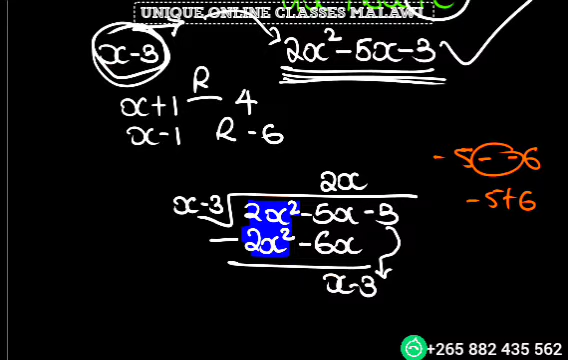 UNIQUE ONLINE CLASSES MALAWI
x-3
2x²-5x-3
R
x+1 4
x-1 R -6
-5--6
-5+6
2x
x-3 2x²-5x-3
- 2x²-6x
x-3
+265 882 435 562